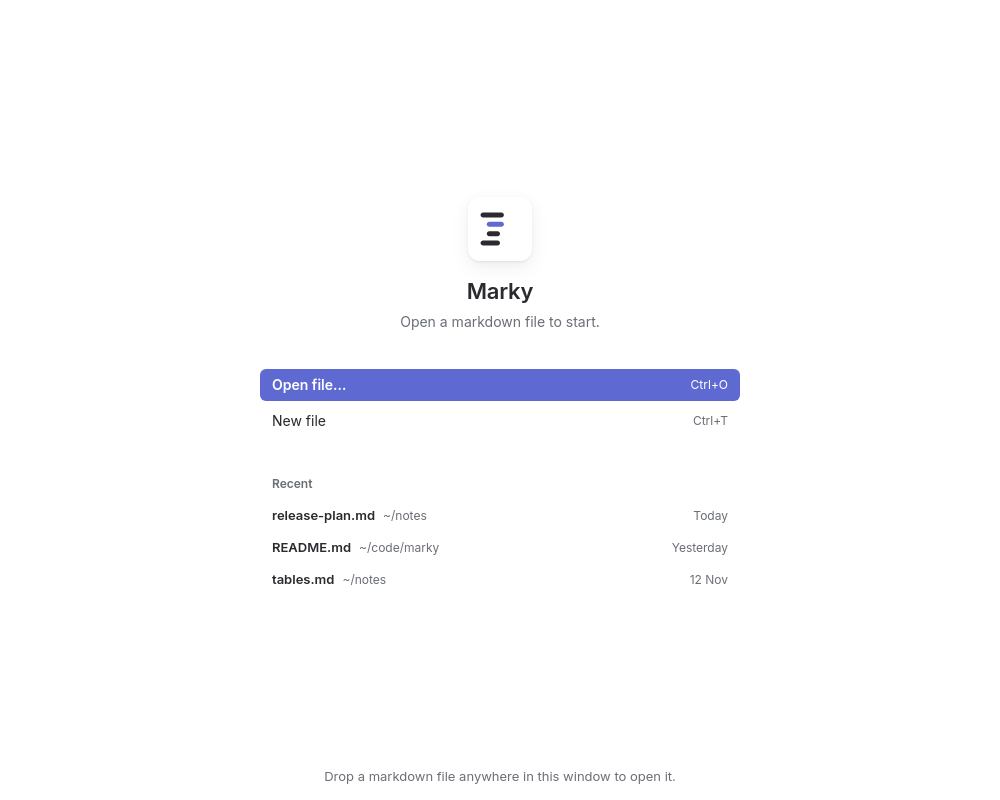 Marky
Open a markdown file to start.
Open file... Ctrl+O
New file Ctrl+T
Recent
release-plan.md ~/notes Today
README.md ~/code/marky Yesterday
tables.md ~/notes 12 Nov
Drop a markdown file anywhere in this window to open it.